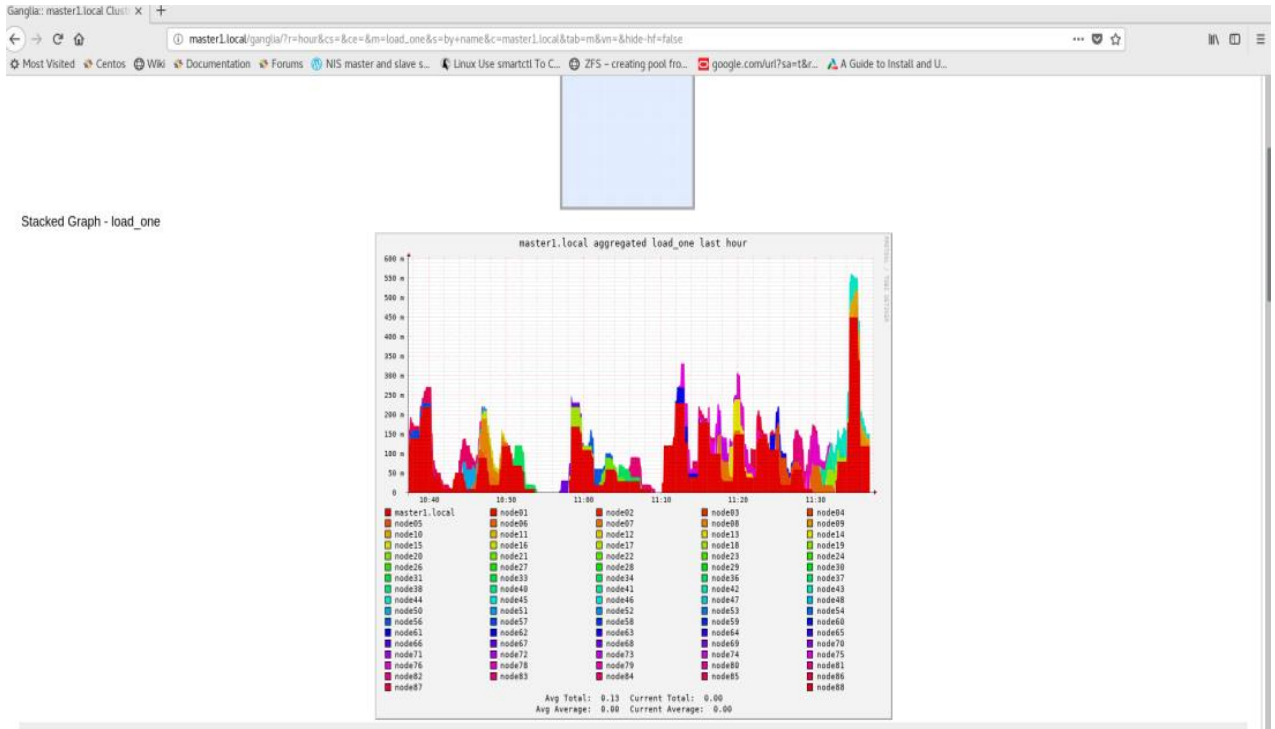 Ganglia:: master1.local Clust
master1.local/ganglia/?r=hour&cs=&ce=&m=load_one&s=by+name&c=master1.local&tab=m&vn=&hide-hf=false
Most Visited Centos Wiki Documentation Forums NIS master and slave s... Linux Use smartctl To C... ZFS – creating pool fro... google.com/url?sa=t&r... A Guide to Install and U...
Stacked Graph - load_one
master1.local aggregated load_one last hour
600 m
550 m
500 m
450 m
400 m
350 m
300 m
250 m
200 m
150 m
100 m
50 m
0
10:40 10:50 11:00 11:10 11:20 11:30
master1.local node01 node02 node03 node04
node05 node06 node07 node08 node09
node10 node11 node12 node13 node14
node15 node16 node17 node18 node19
node20 node21 node22 node23 node24
node26 node27 node28 node29 node30
node31 node33 node34 node36 node37
node38 node40 node41 node42 node43
node44 node45 node46 node47 node48
node50 node51 node52 node53 node54
node56 node57 node58 node59 node60
node61 node62 node63 node64 node65
node66 node67 node68 node69 node70
node71 node72 node73 node74 node75
node76 node78 node79 node80 node81
node82 node83 node84 node85 node86
node87 node88
Avg Total: 0.13 Current Total: 0.00
Avg Average: 0.00 Current Average: 0.00